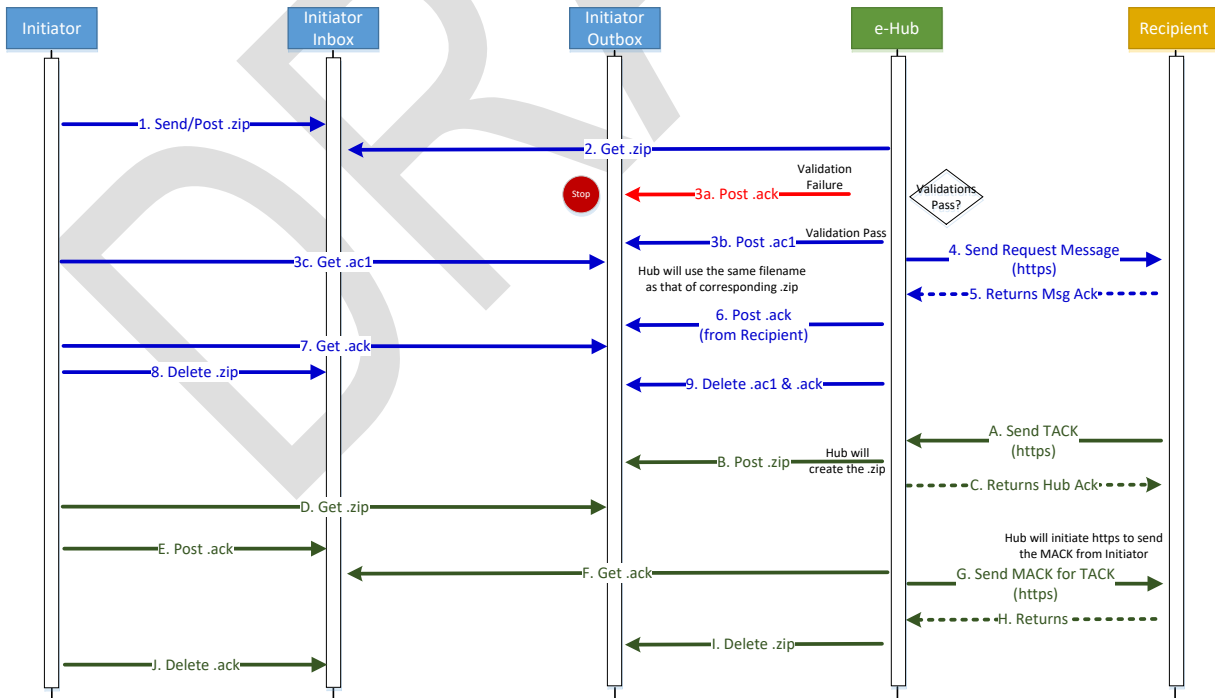 Initiator
Initiator
Inbox
Initiator
Outbox
e-Hub
Recipient
1. Send/Post .zip
2. Get .zip
Validation
Failure
Stop
3a. Post .ack
Validations
Pass?
3b. Post .ac1
Validation Pass
3c. Get .ac1
4. Send Request Message
(https)
Hub will use the same filename
as that of corresponding .zip
5. Returns Msg Ack
6. Post .ack
(from Recipient)
7. Get .ack
8. Delete .zip
9. Delete .ac1 & .ack
A. Send TACK
(https)
B. Post .zip
Hub will
create the .zip
C. Returns Hub Ack
D. Get .zip
E. Post .ack
Hub will initiate https to send
the MACK from Initiator
F. Get .ack
G. Send MACK for TACK
(https)
H. Returns
I. Delete .zip
J. Delete .ack